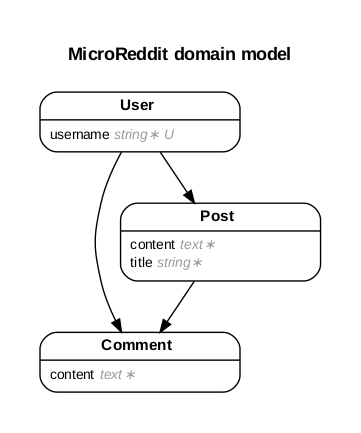 MicroReddit domain model
User
username string∗ U
Post
content text∗
title string∗
Comment
content text∗